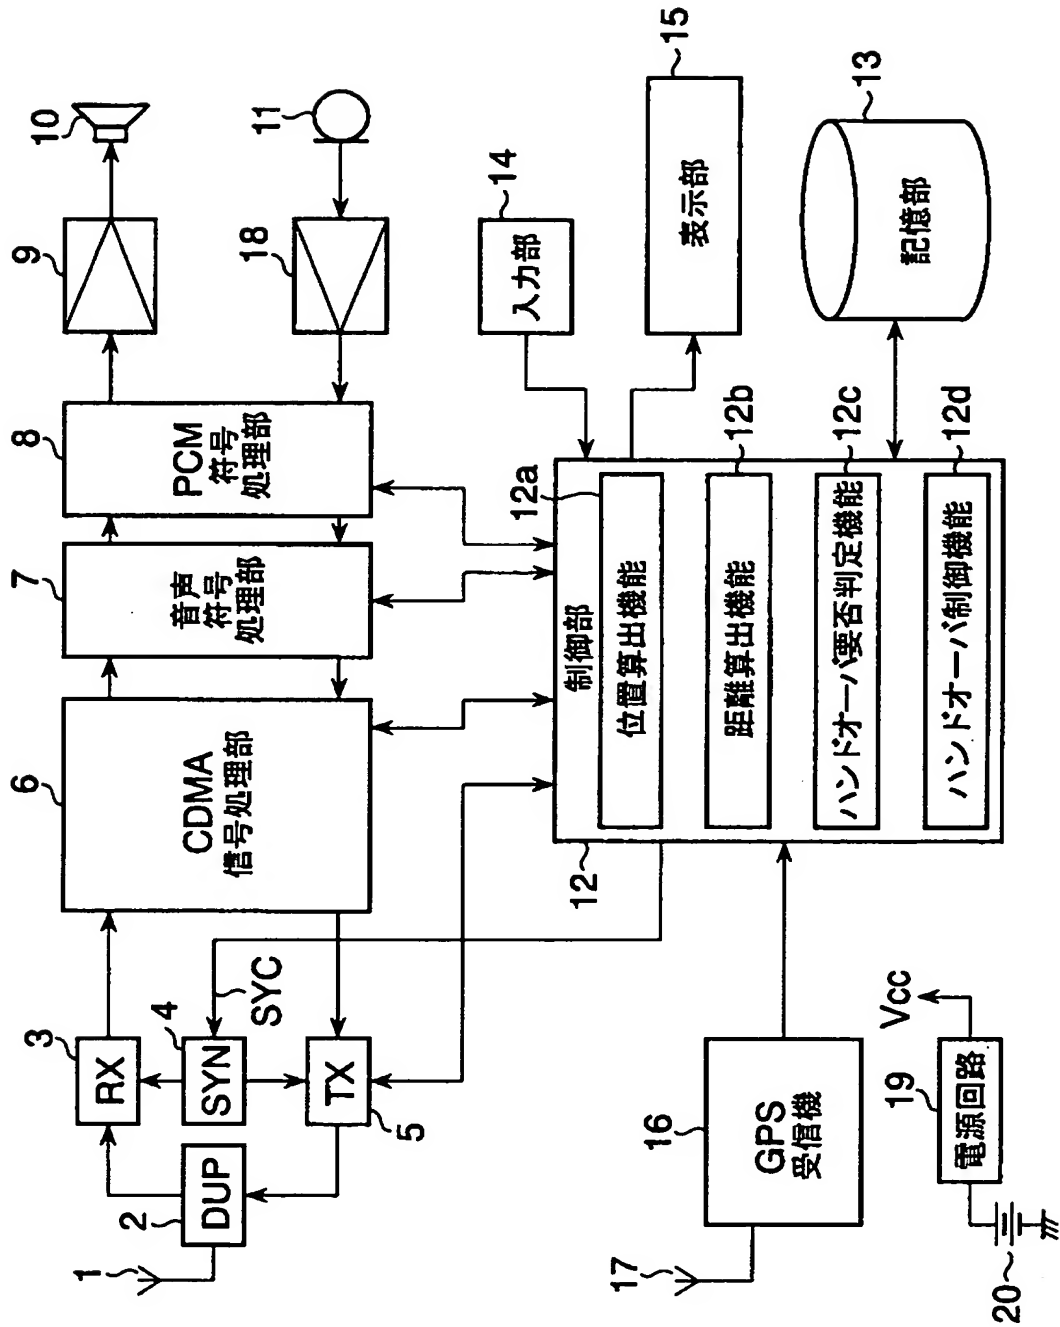 1
2
DUP
3
RX
4
SYN
SYC
5
TX
6
CDMA
信号処理部
7
音声
符号
処理部
8
PCM
符号
処理部
9
10
18
11
12
制御部
12a
位置算出機能
12b
距離算出機能
12c
ハンドオーバ要否判定機能
12d
ハンドオーバ制御機能
14
入力部
15
表示部
13
記憶部
17
16
GPS
受信機
19
電源回路
Vcc
20